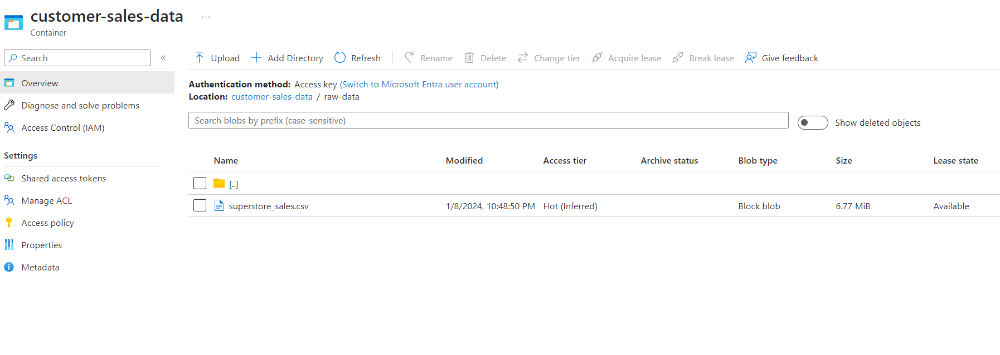 customer-sales-data ...
Container
Search «
Upload Add Directory Refresh Rename Delete Change tier Acquire lease Break lease Give feedback
Overview
Diagnose and solve problems
Access Control (IAM)
Settings
Shared access tokens
Manage ACL
Access policy
Properties
Metadata
Authentication method: Access key (Switch to Microsoft Entra user account)
Location: customer-sales-data / raw-data
Search blobs by prefix (case-sensitive)
Show deleted objects
Name Modified Access tier Archive status Blob type Size Lease state
[..]
superstore_sales.csv 1/8/2024, 10:48:50 PM Hot (Inferred) Block blob 6.77 MiB Available